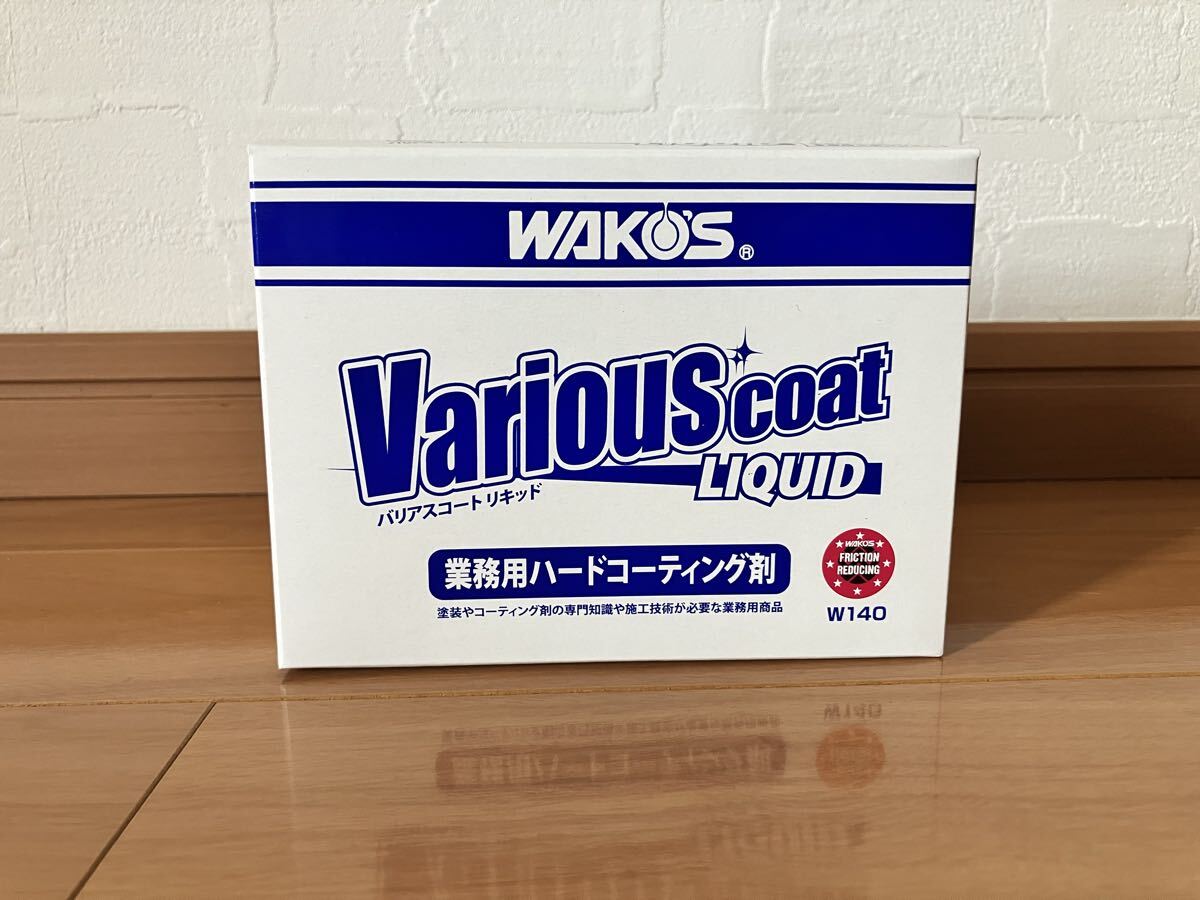 WAKO'S®
Various coat
LIQUID
バリアスコート リキッド
業務用ハードコーティング剤
塗装やコーティング剤の専門知識や施工技術が必要な業務用商品
WAKO'S
FRICTION
REDUCING
W140